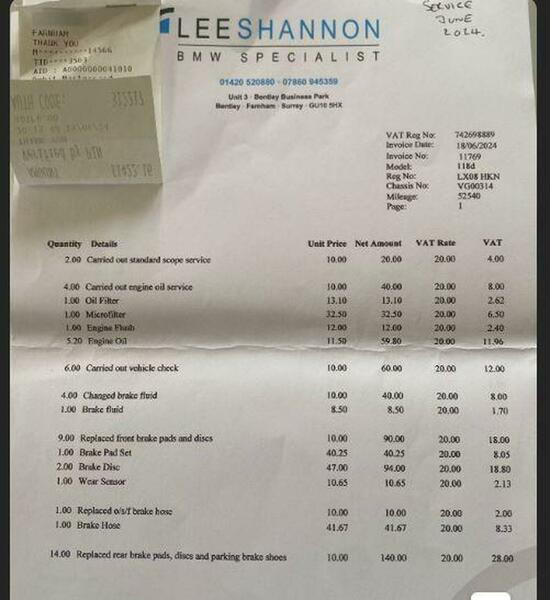 SERVICE
JUNE
2024.
FARNHAM
THANK YOU
M**********14566
AID : A0000000041010
AUTH CODE:
Verified by PIN
AMOUNT
LEESHANNON
BMW SPECIALIST
01420 520880 - 07860 945359
Unit 3 · Bentley Business Park
Bentley · Farnham · Surrey · GU10 5HX
VAT Reg No: 742698889
Invoice Date: 18/06/2024
Invoice No: 11769
Model: 118d
Reg No: LX08 HKN
Chassis No: VG00314
Mileage: 52540
Page: 1
Quantity Details Unit Price Net Amount VAT Rate VAT
2.00 Carried out standard scope service 10.00 20.00 20.00 4.00
4.00 Carried out engine oil service 10.00 40.00 20.00 8.00
1.00 Oil Filter 13.10 13.10 20.00 2.62
1.00 Microfilter 32.50 32.50 20.00 6.50
1.00 Engine Flush 12.00 12.00 20.00 2.40
5.20 Engine Oil 11.50 59.80 20.00 11.96
6.00 Carried out vehicle check 10.00 60.00 20.00 12.00
4.00 Changed brake fluid 10.00 40.00 20.00 8.00
1.00 Brake fluid 8.50 8.50 20.00 1.70
9.00 Replaced front brake pads and discs 10.00 90.00 20.00 18.00
1.00 Brake Pad Set 40.25 40.25 20.00 8.05
2.00 Brake Disc 47.00 94.00 20.00 18.80
1.00 Wear Sensor 10.65 10.65 20.00 2.13
1.00 Replaced o/s/f brake hose 10.00 10.00 20.00 2.00
1.00 Brake Hose 41.67 41.67 20.00 8.33
14.00 Replaced rear brake pads, discs and parking brake shoes 10.00 140.00 20.00 28.00